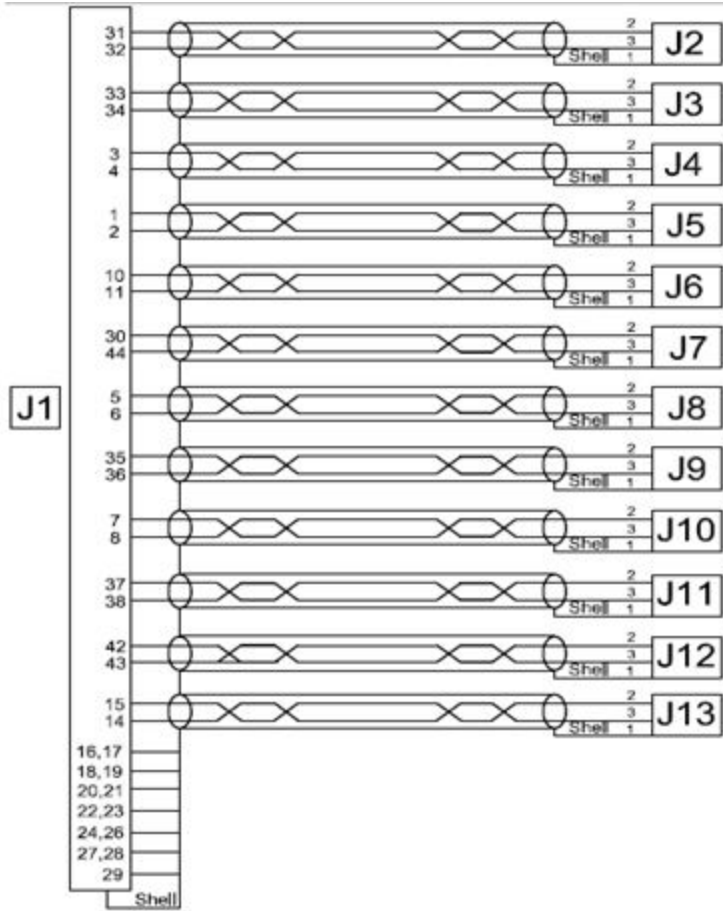 31 2
32 3
Shell 1
J2
33 2
34 3
Shell 1
J3
3 2
4 3
Shell 1
J4
1 2
2 3
Shell 1
J5
10 2
11 3
Shell 1
J6
30 2
44 3
Shell 1
J7
J1
5 2
6 3
Shell 1
J8
35 2
36 3
Shell 1
J9
7 2
8 3
Shell 1
J10
37 2
38 3
Shell 1
J11
42 2
43 3
Shell 1
J12
15 2
14 3
Shell 1
J13
16,17
18,19
20,21
22,23
24,26
27,28
29
Shell